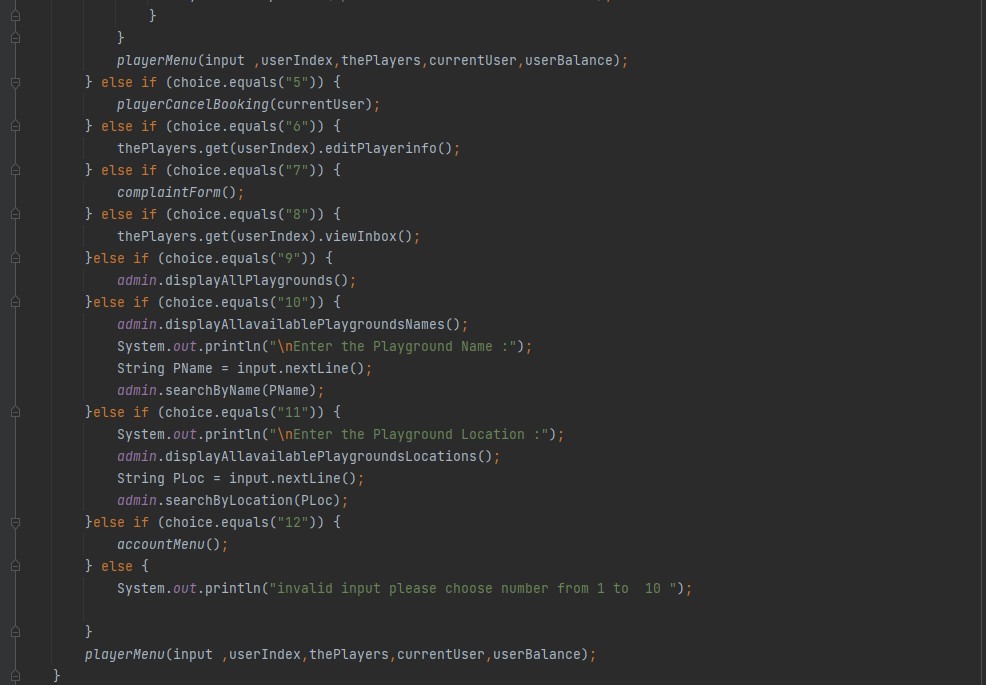 }
}
playerMenu(input ,userIndex,thePlayers,currentUser,userBalance);
} else if (choice.equals("5")) {
playerCancelBooking(currentUser);
} else if (choice.equals("6")) {
thePlayers.get(userIndex).editPlayerinfo();
} else if (choice.equals("7")) {
complaintForm();
} else if (choice.equals("8")) {
thePlayers.get(userIndex).viewInbox();
}else if (choice.equals("9")) {
admin.displayAllPlaygrounds();
}else if (choice.equals("10")) {
admin.displayAllavailablePlaygroundsNames();
System.out.println("\nEnter the Playground Name :");
String PName = input.nextLine();
admin.searchByName(PName);
}else if (choice.equals("11")) {
System.out.println("\nEnter the Playground Location :");
admin.displayAllavailablePlaygroundsLocations();
String PLoc = input.nextLine();
admin.searchByLocation(PLoc);
}else if (choice.equals("12")) {
accountMenu();
} else {
System.out.println("invalid input please choose number from 1 to  10 ");
}
playerMenu(input ,userIndex,thePlayers,currentUser,userBalance);
}